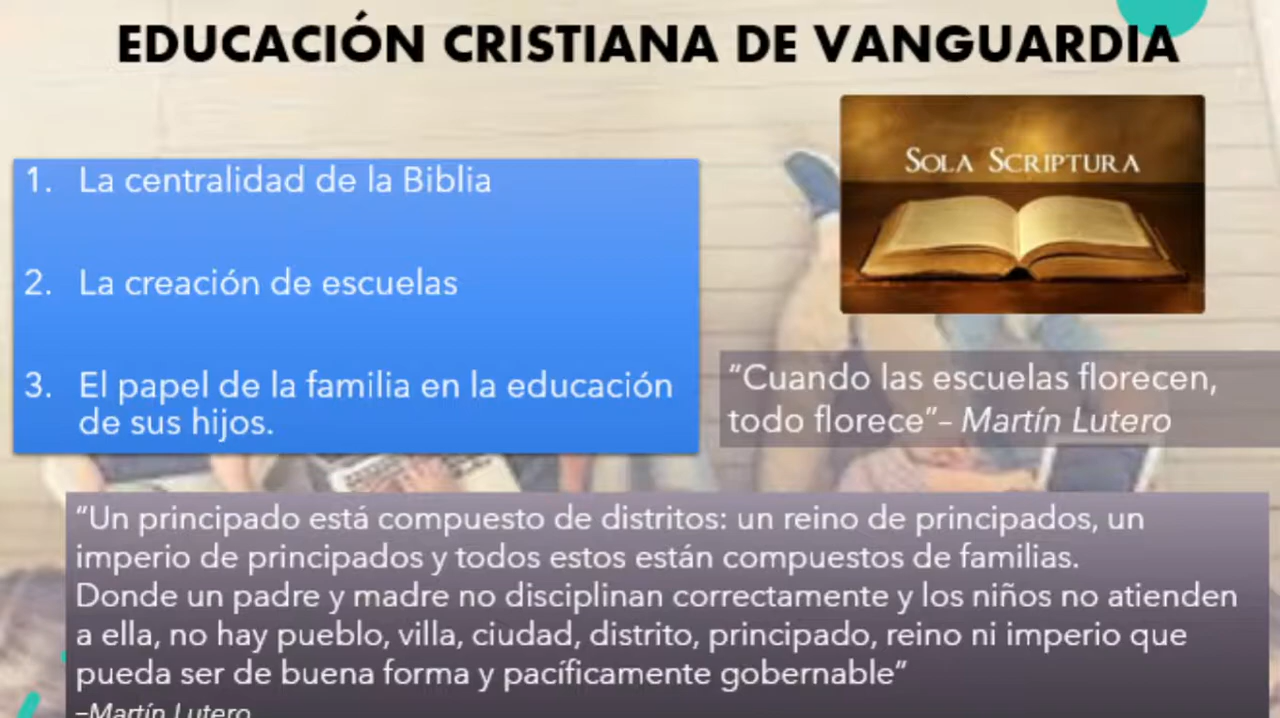 EDUCACIÓN CRISTIANA DE VANGUARDIA
SOLA SCRIPTURA
1. La centralidad de la Biblia
2. La creación de escuelas
3. El papel de la familia en la educación
de sus hijos.
“Cuando las escuelas florecen,
todo florece”– Martín Lutero
“Un principado está compuesto de distritos: un reino de principados, un
imperio de principados y todos estos están compuestos de familias.
Donde un padre y madre no disciplinan correctamente y los niños no atienden
a ella, no hay pueblo, villa, ciudad, distrito, principado, reino ni imperio que
pueda ser de buena forma y pacíficamente gobernable”
–Martín Lutero